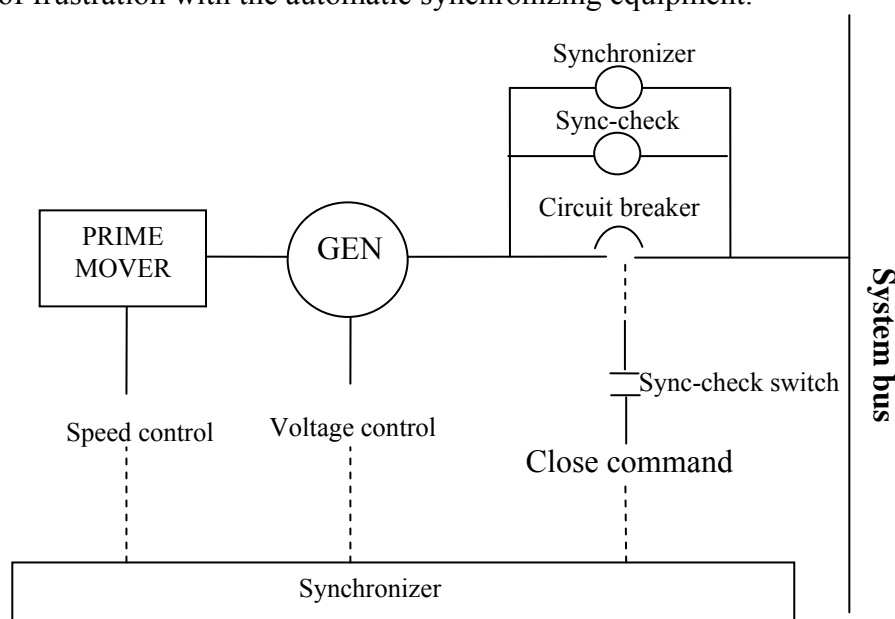 of frustration with the automatic synchronizing equipment.
Synchronizer
Sync-check
Circuit breaker
PRIME
MOVER
GEN
System bus
Sync-check switch
Speed control
Voltage control
Close command
Synchronizer